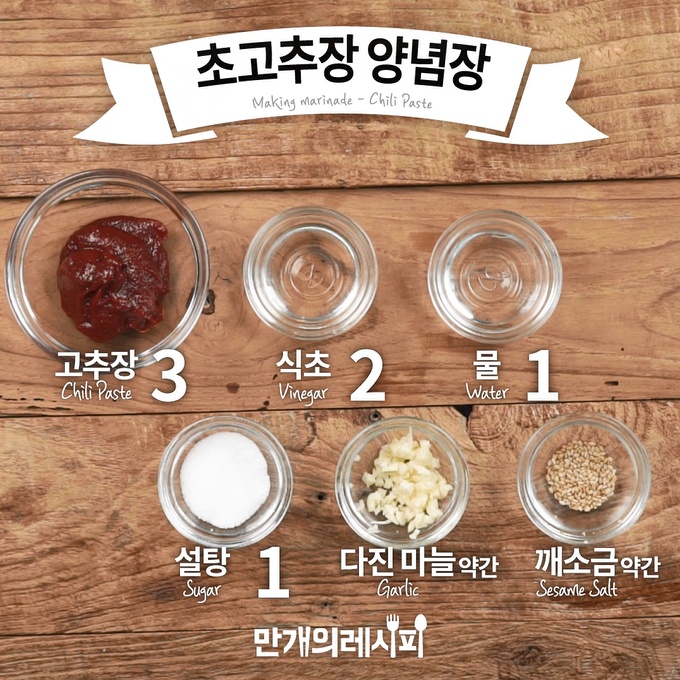 초고추장 양념장
Making marinade - Chili Paste
고추장 3
Chili Paste
식초 2
Vinegar
물 1
Water
설탕 1
Sugar
다진 마늘 약간
Garlic
깨소금 약간
Sesame Salt
만개의레시피